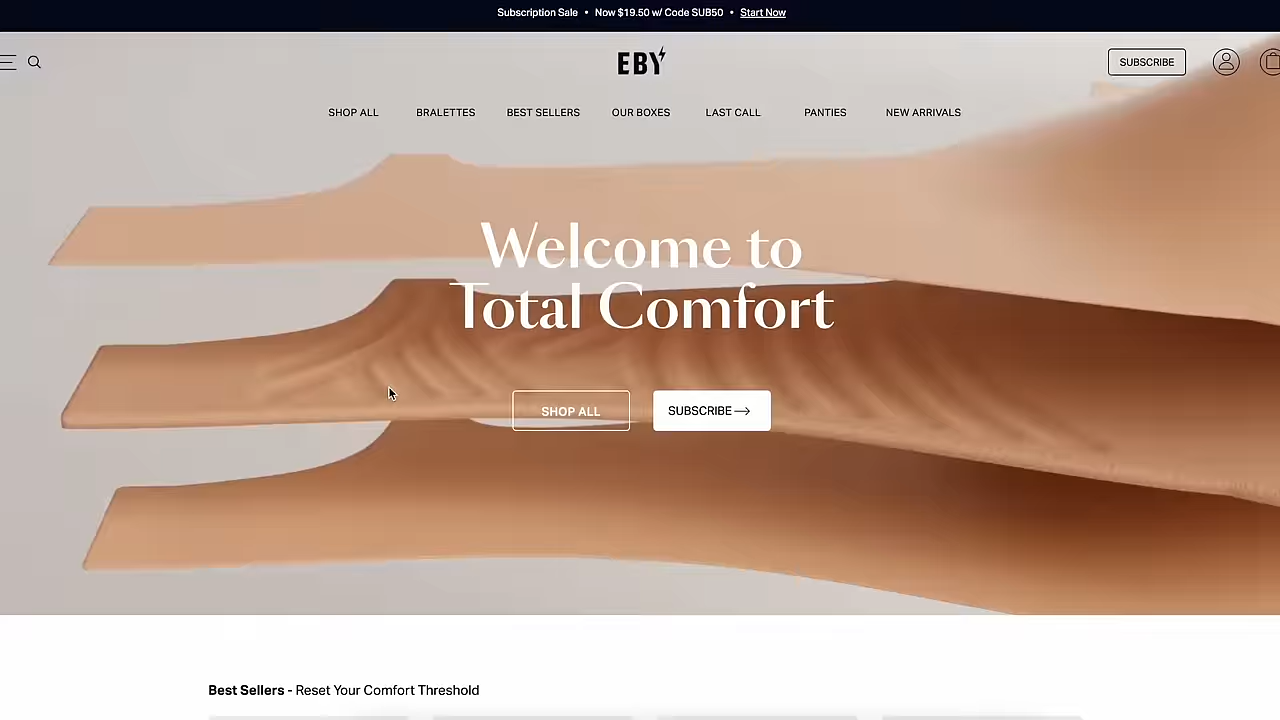 Subscription Sale • Now $19.50 w/ Code SUB50 • Start Now
EBY
SUBSCRIBE
SHOP ALL BRALETTES BEST SELLERS OUR BOXES LAST CALL PANTIES NEW ARRIVALS
Welcome to
Total Comfort
SHOP ALL SUBSCRIBE
Best Sellers - Reset Your Comfort Threshold